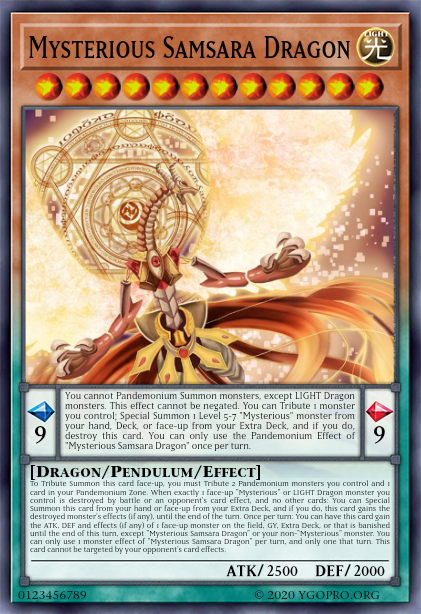 MYSTERIOUS SAMSARA DRAGON
LIGHT
光
You cannot Pandemonium Summon monsters, except LIGHT Dragon
monsters. This effect cannot be negated. You can Tribute 1 monster
you control; Special Summon 1 Level 5-7 "Mysterious" monster from
your hand, Deck, or face-up from your Extra Deck, and if you do,
destroy this card. You can only use the Pandemonium Effect of
"Mysterious Samsara Dragon" once per turn.
9
9
[DRAGON/PENDULUM/EFFECT]
To Tribute Summon this card face-up, you must Tribute 2 Pandemonium monsters you control and 1
card in your Pandemonium Zone. When exactly 1 face-up "Mysterious" or LIGHT Dragon monster you
control is destroyed by battle or an opponent's card effect, and no other cards: You can Special
Summon this card from your hand or face-up from your Extra Deck, and if you do, this card gains the
destroyed monster's effects (if any), until the end of the turn. Once per turn: You can have this card gain
the ATK, DEF and effects (if any) of 1 face-up monster on the field, GY, Extra Deck, or that is banished
until the end of this turn, except "Mysterious Samsara Dragon" or your non-"Mysterious" monster. You
can only use 1 monster effect of "Mysterious Samsara Dragon" per turn, and only one that turn. This
card cannot be targeted by your opponent's card effects.
ATK/ 2500 DEF/ 2000
0123456789
© 2020 YGOPRO.ORG